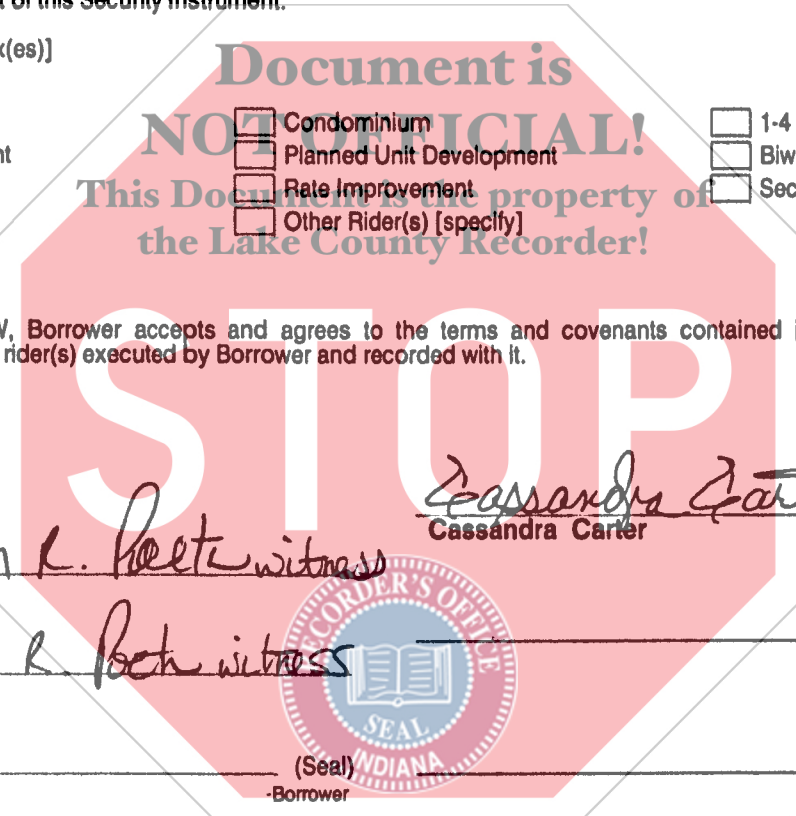 of this Security Instrument.
x(es)]
Document is
NOT OFFICIAL!
This Document is the property of
the Lake County Recorder!
Condominium
1-4
nt
Planned Unit Development
Biw
Rate Improvement
Sec
Other Rider(s) [specify]
STOP
W, Borrower accepts and agrees to the terms and covenants contained i
rider(s) executed by Borrower and recorded with it.
Cassandra Car
Cassandra Carter
R. witness
R. witness
RECORDER'S OFFICE
SEAL
INDIANA
(Seal)
-Borrower